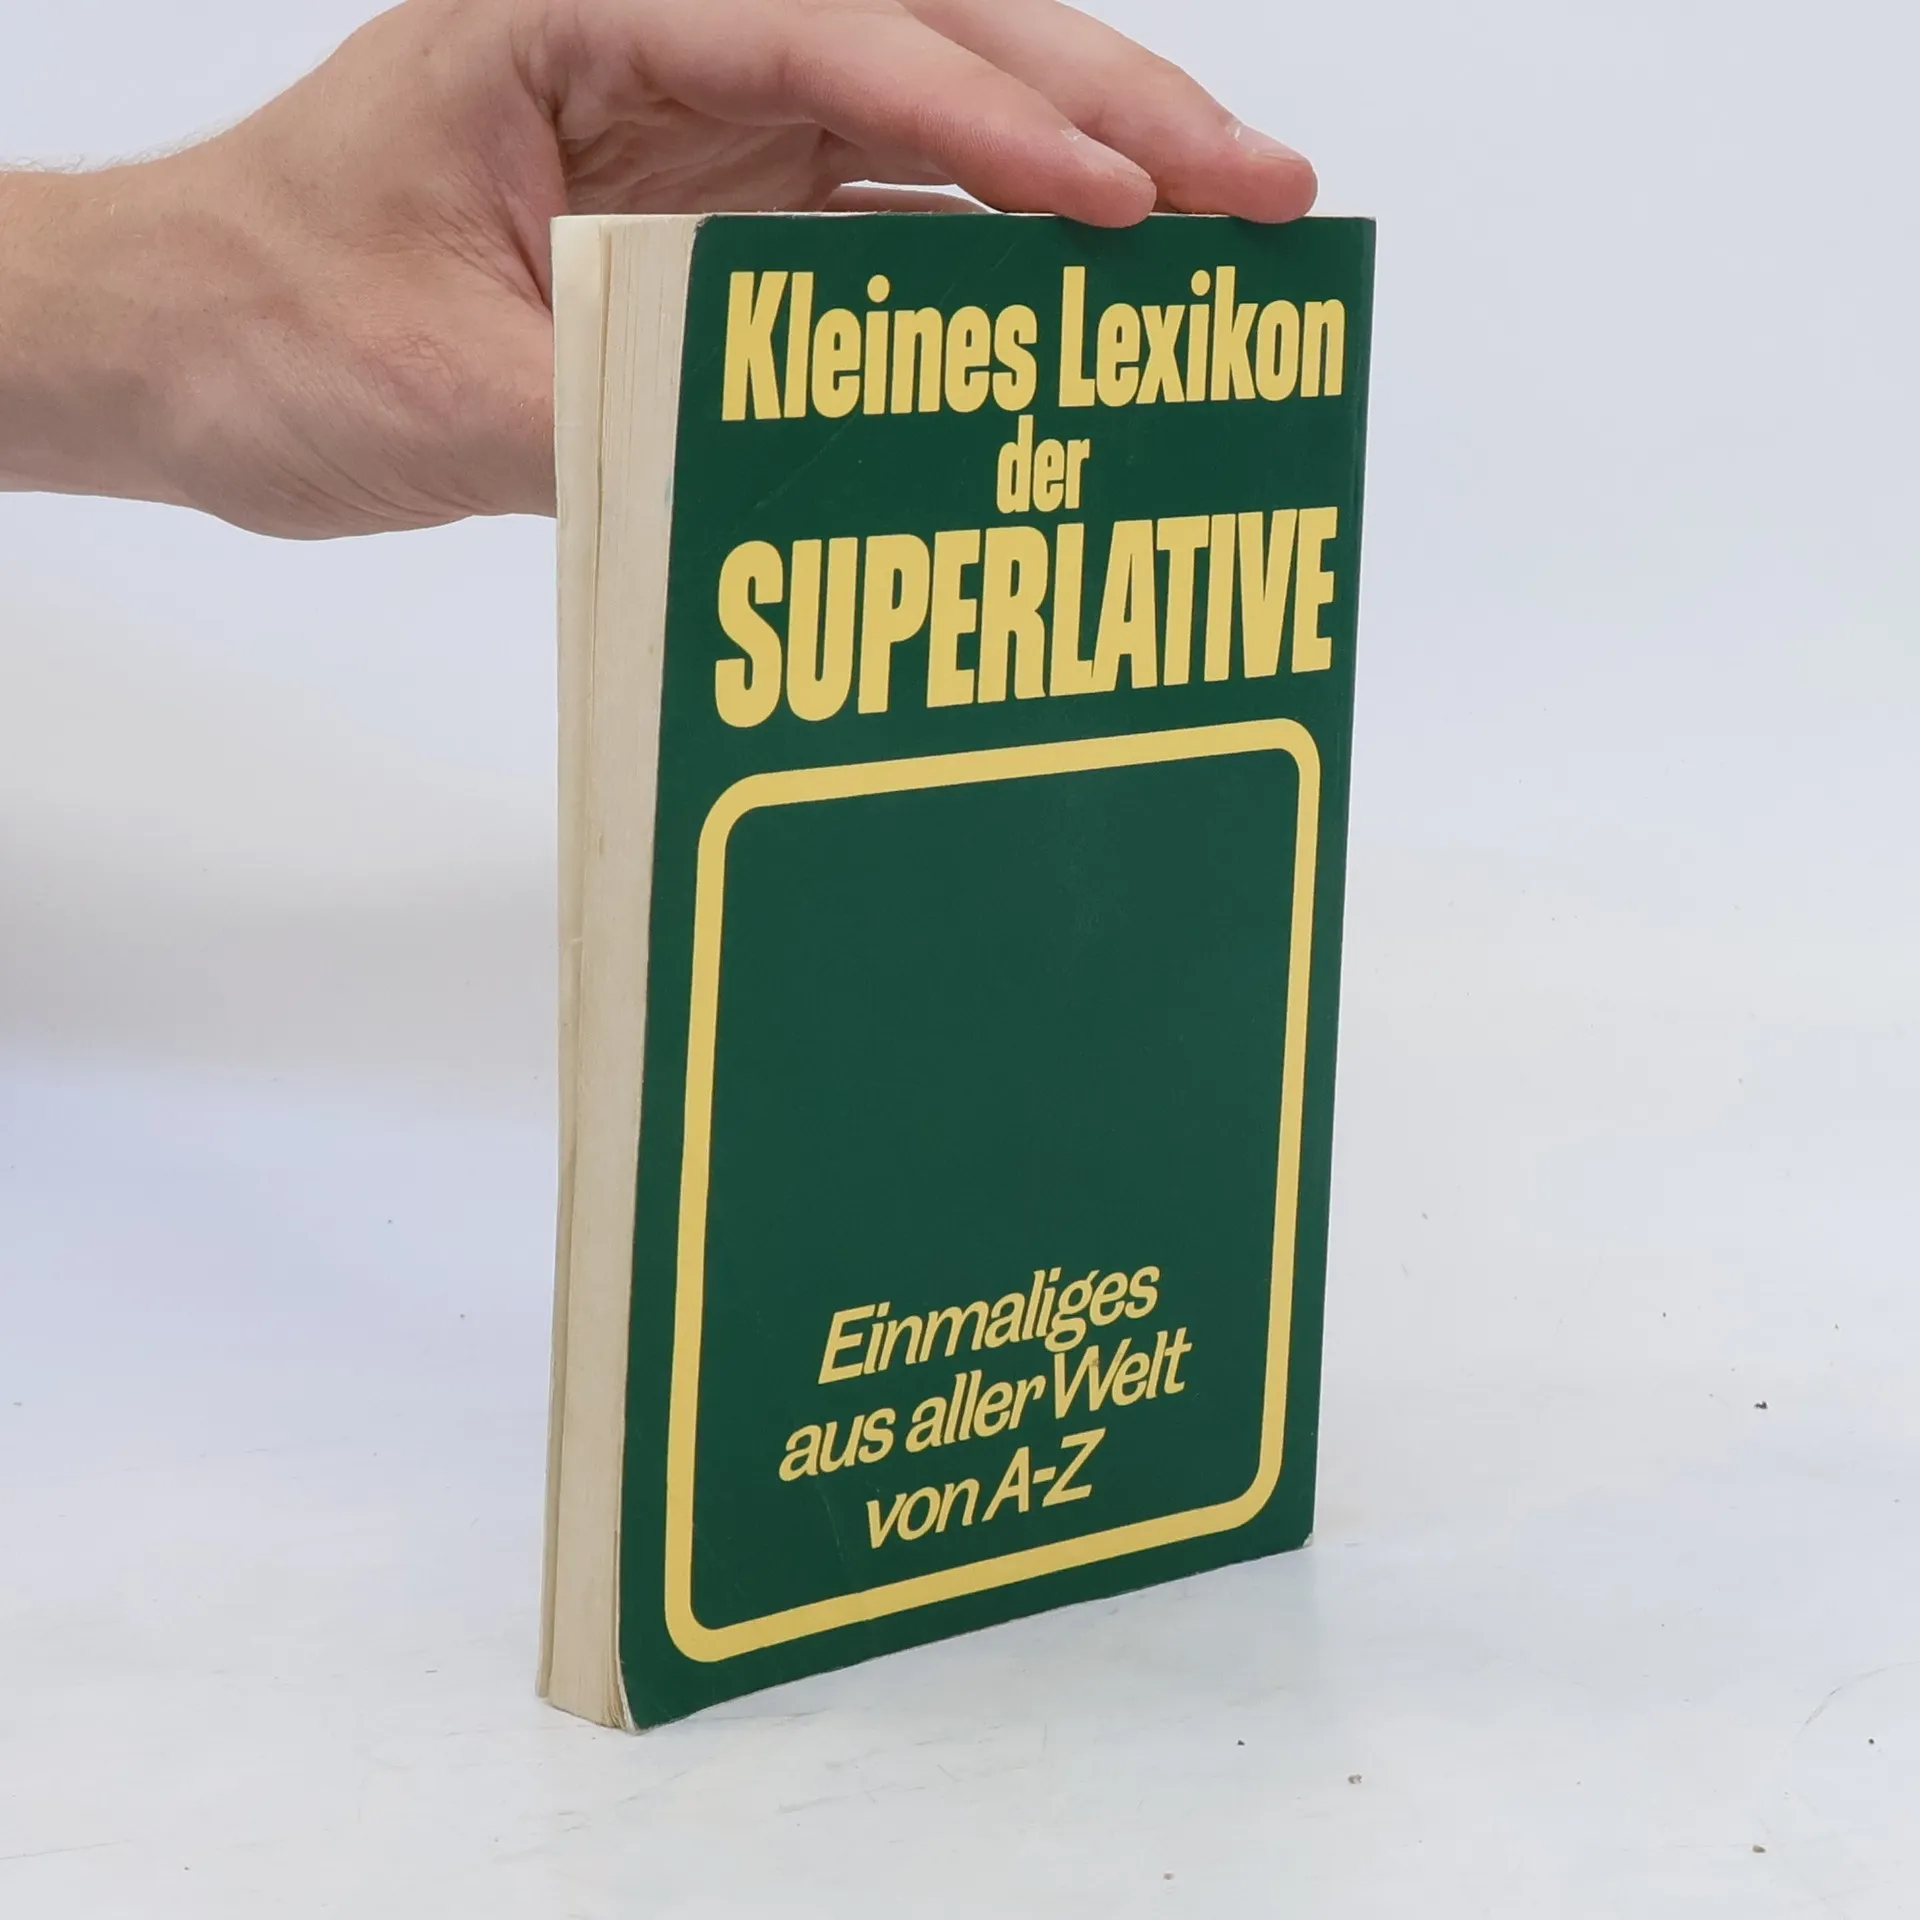 Kleines Lexikon
der
SUPERLATIVE
Einmaliges
aus aller Welt
von A-Z